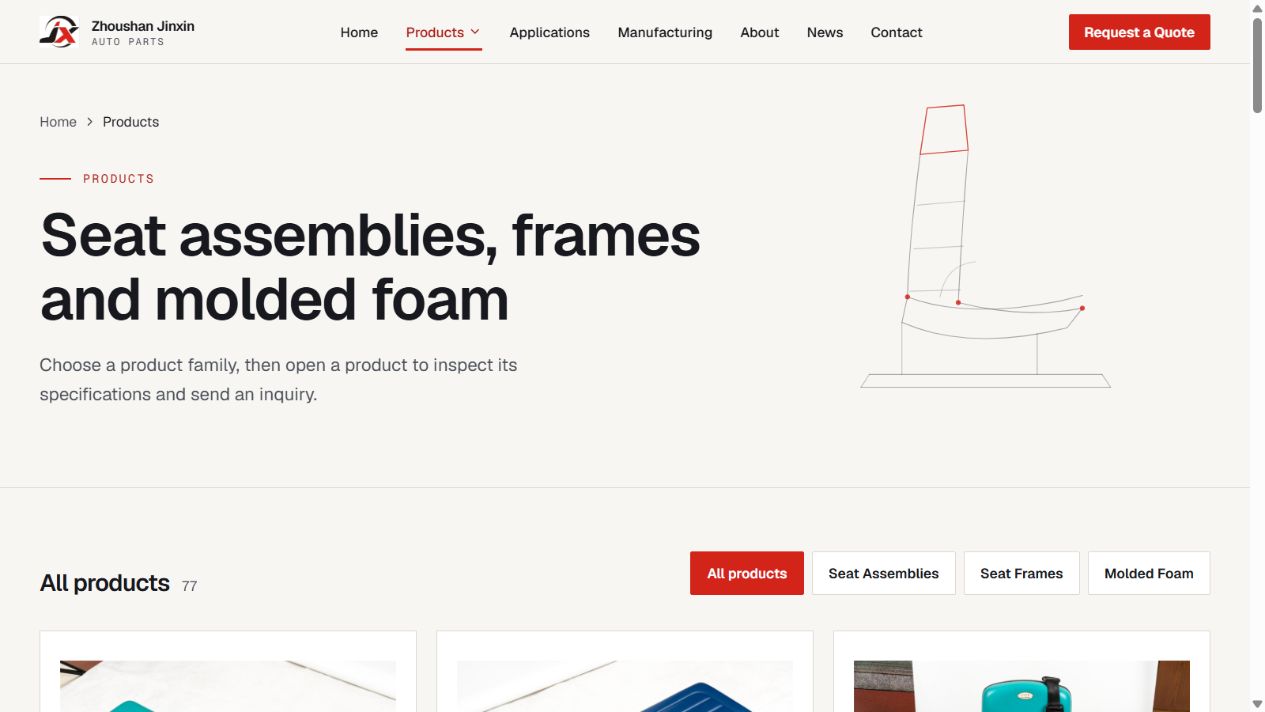 Zhoushan Jinxin
AUTO PARTS
Home
Products
Applications
Manufacturing
About
News
Contact
Request a Quote
Home > Products
PRODUCTS
Seat assemblies, frames
and molded foam
Choose a product family, then open a product to inspect its
specifications and send an inquiry.
All products 77
All products
Seat Assemblies
Seat Frames
Molded Foam